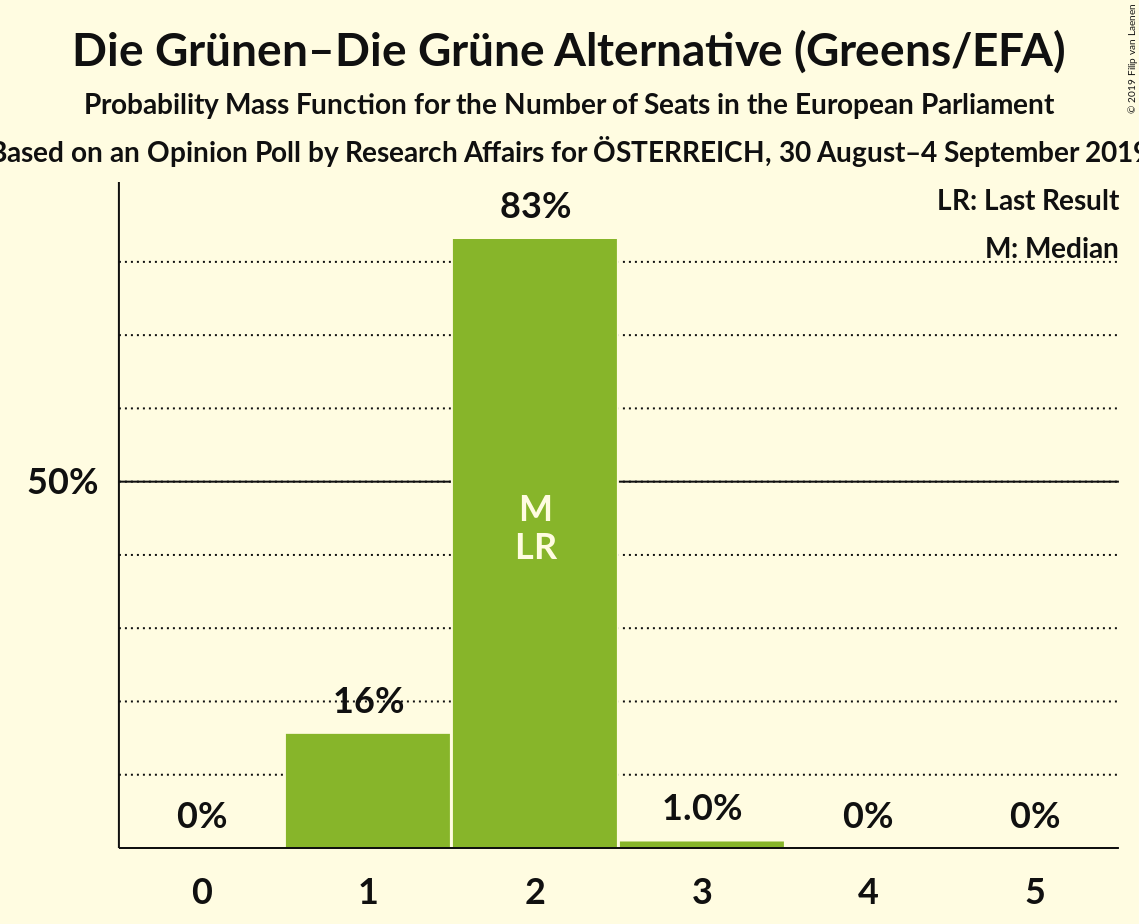 Die Grünen–Die Grüne Alternative (Greens/EFA)
Probability Mass Function for the Number of Seats in the European Parliament
Based on an Opinion Poll by Research Affairs for ÖSTERREICH, 30 August–4 September 2019
© 2019 Filip van Laenen
LR: Last Result
M: Median
83%
50%
M
LR
16%
0%
1.0%
0%
0%
0
1
2
3
4
5